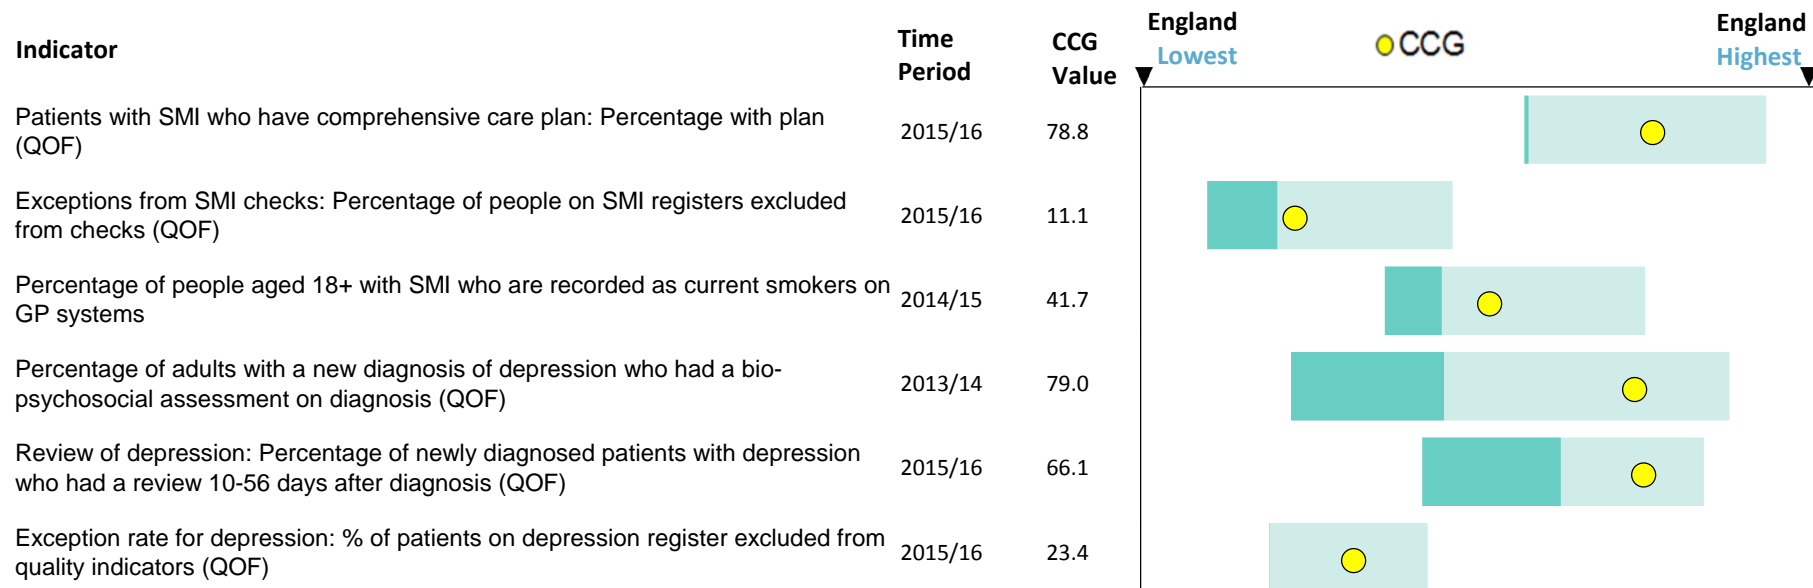 Indicator
Time Period
CCG Value
England Lowest
CCG
England Highest
Patients with SMI who have comprehensive care plan: Percentage with plan
(QOF)
2015/16
78.8
Exceptions from SMI checks: Percentage of people on SMI registers excluded
from checks (QOF)
2015/16
11.1
Percentage of people aged 18+ with SMI who are recorded as current smokers on
GP systems
2014/15
41.7
Percentage of adults with a new diagnosis of depression who had a bio-
psychosocial assessment on diagnosis (QOF)
2013/14
79.0
Review of depression: Percentage of newly diagnosed patients with depression
who had a review 10-56 days after diagnosis (QOF)
2015/16
66.1
Exception rate for depression: % of patients on depression register excluded from
quality indicators (QOF)
2015/16
23.4